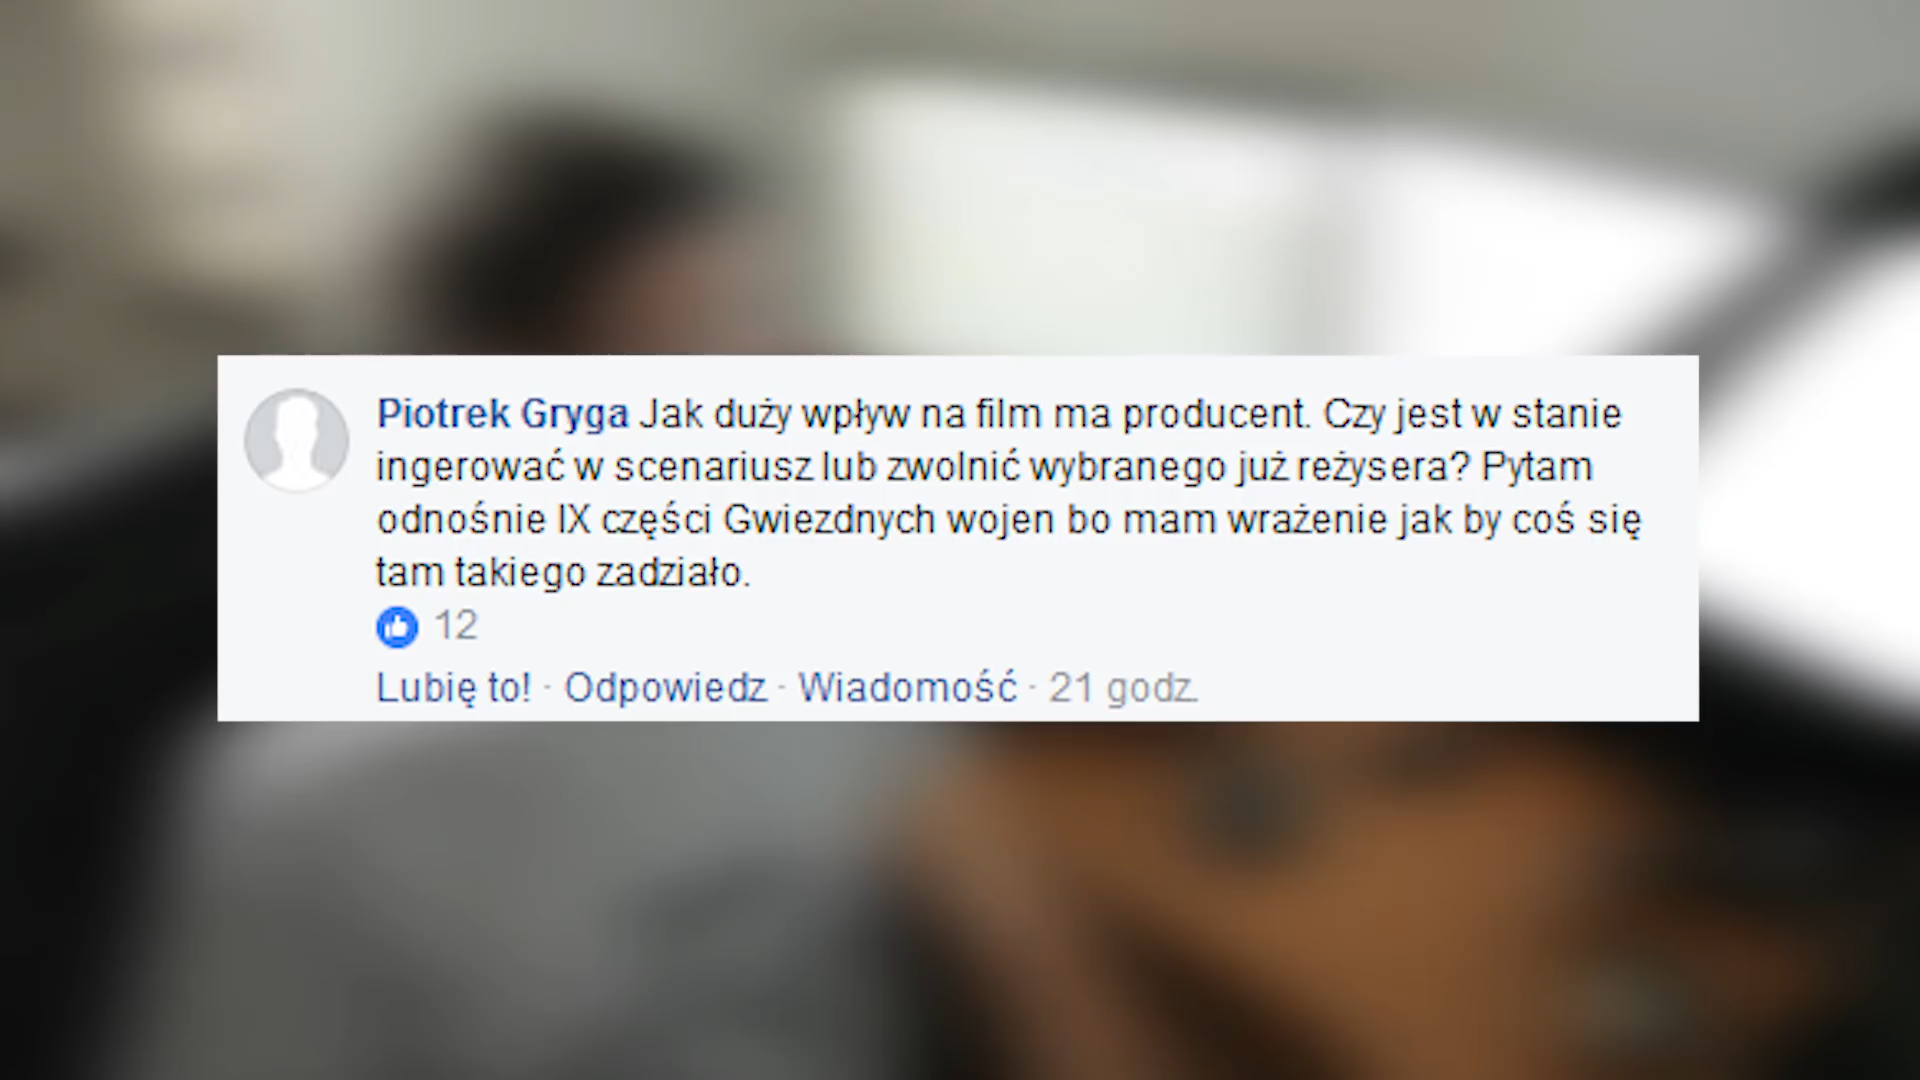 Piotrek Gryga Jak duży wpływ na film ma producent. Czy jest w stanie
ingerować w scenariusz lub zwolnić wybranego już reżysera? Pytam
odnośnie IX części Gwiezdnych wojen bo mam wrażenie jak by coś się
tam takiego zadziało.
12
Lubię to! · Odpowiedz · Wiadomość · 21 godz.